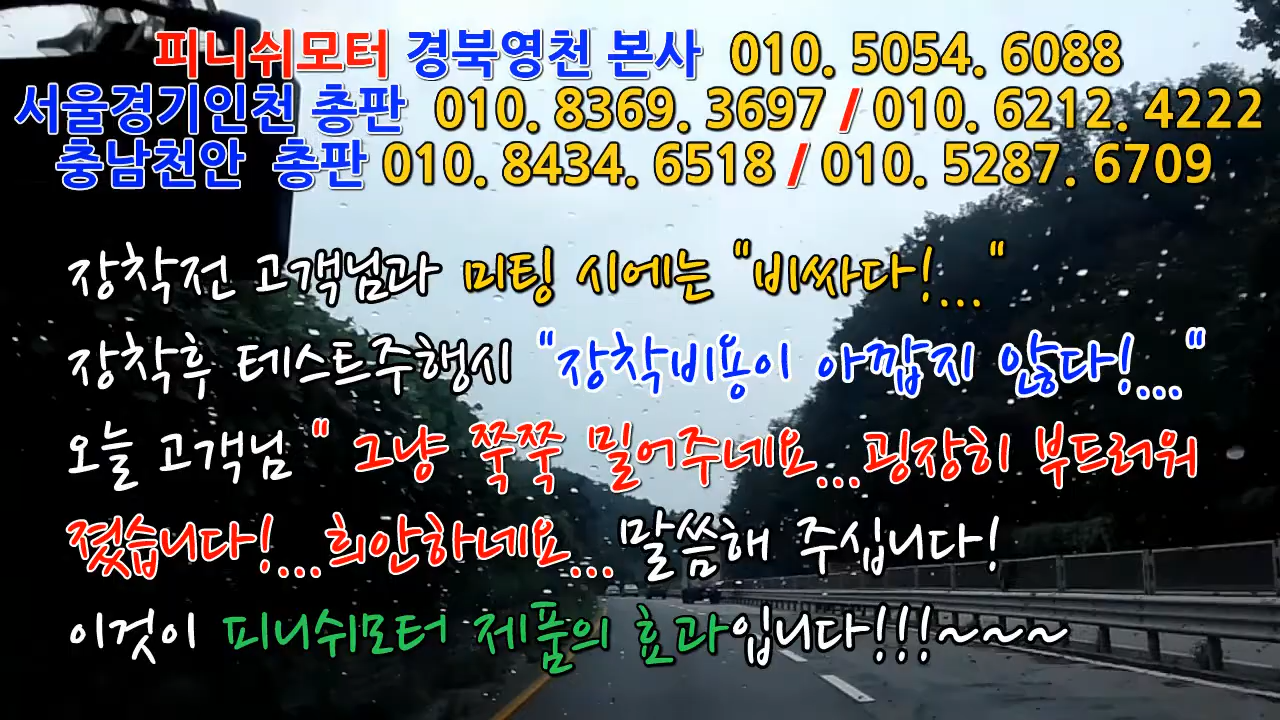 피니쉬모터 경북영천 본사 010. 5054. 6088
서울경기인천 총판 010. 8369. 3697 / 010. 6212. 4222
충남천안 총판 010. 8434. 6518 / 010. 5287. 6709
장착전 고객님과 미팅 시에는 "비싸다!..."
장착후 테스트주행시 "장착비용이 아깝지 않다!..."
오늘 고객님 " 그냥 쭉쭉 밀어주네요...굉장히 부드러워
졌습니다!...희안하네요... 말씀해 주십니다!
이것이 피니쉬모터 제품의 효과입니다!!!~~~